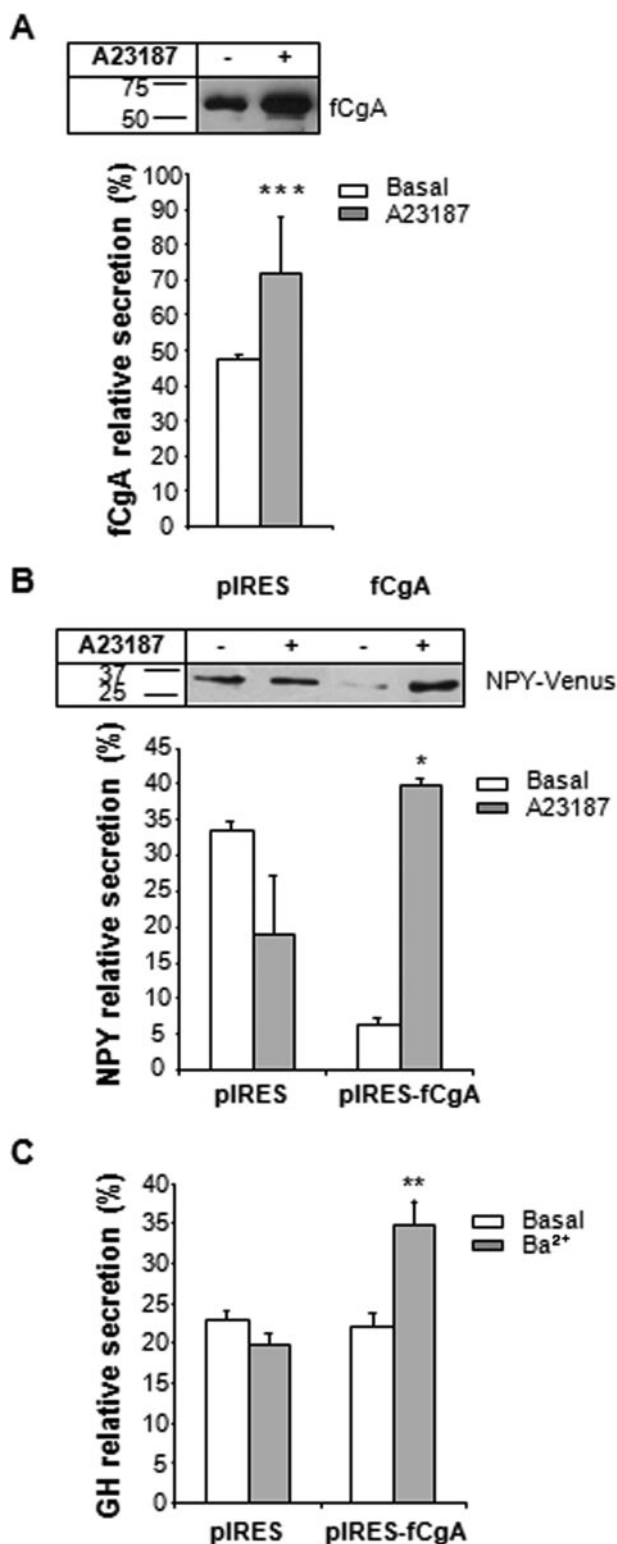 A
A23187 - +
75
50
fCgA
fCgA relative secretion (%)
100
90
80
70
60
50
40
30
20
10
0
***
Basal
A23187
B
pIRES fCgA
A23187 - + - +
37
25
NPY-Venus
NPY relative secretion (%)
45
40
35
30
25
20
15
10
5
0
*
Basal
A23187
pIRES pIRES-fCgA
C
GH relative secretion (%)
40
35
30
25
20
15
10
5
0
**
Basal
Ba²⁺
pIRES pIRES-fCgA